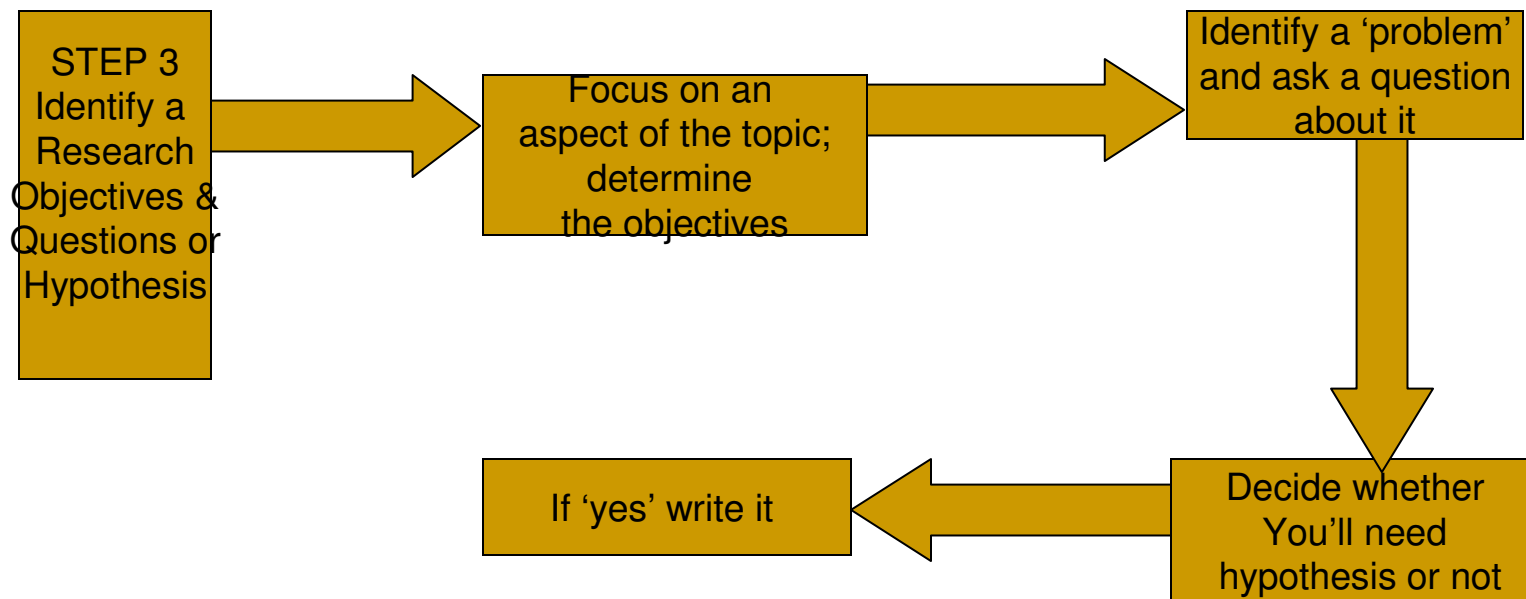 STEP 3
Identify a
Research
Objectives &
Questions or
Hypothesis
Focus on an
aspect of the topic;
determine
the objectives
Identify a ‘problem’
and ask a question
about it
Decide whether
You’ll need
hypothesis or not
If ‘yes’ write it